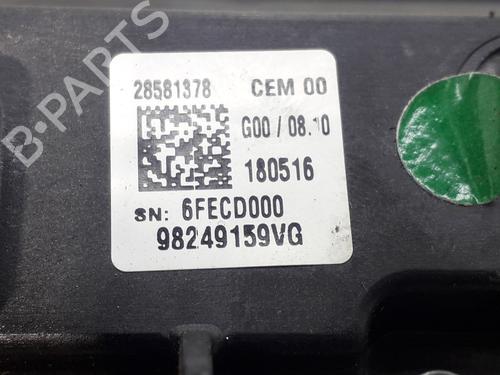 28581378 CEM 00
G00 / 08.10
180516
SN: 6FECD000
98249159VG
B-PARTS